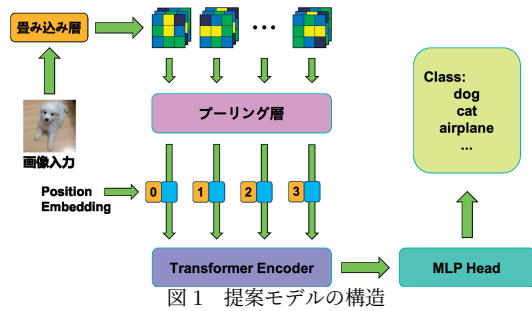 畳み込み層
•••
画像入力
プーリング層
Position
Embedding
0
1
2
3
Transformer Encoder
MLP Head
Class:
dog
cat
airplane
...
図 1 提案モデルの構造